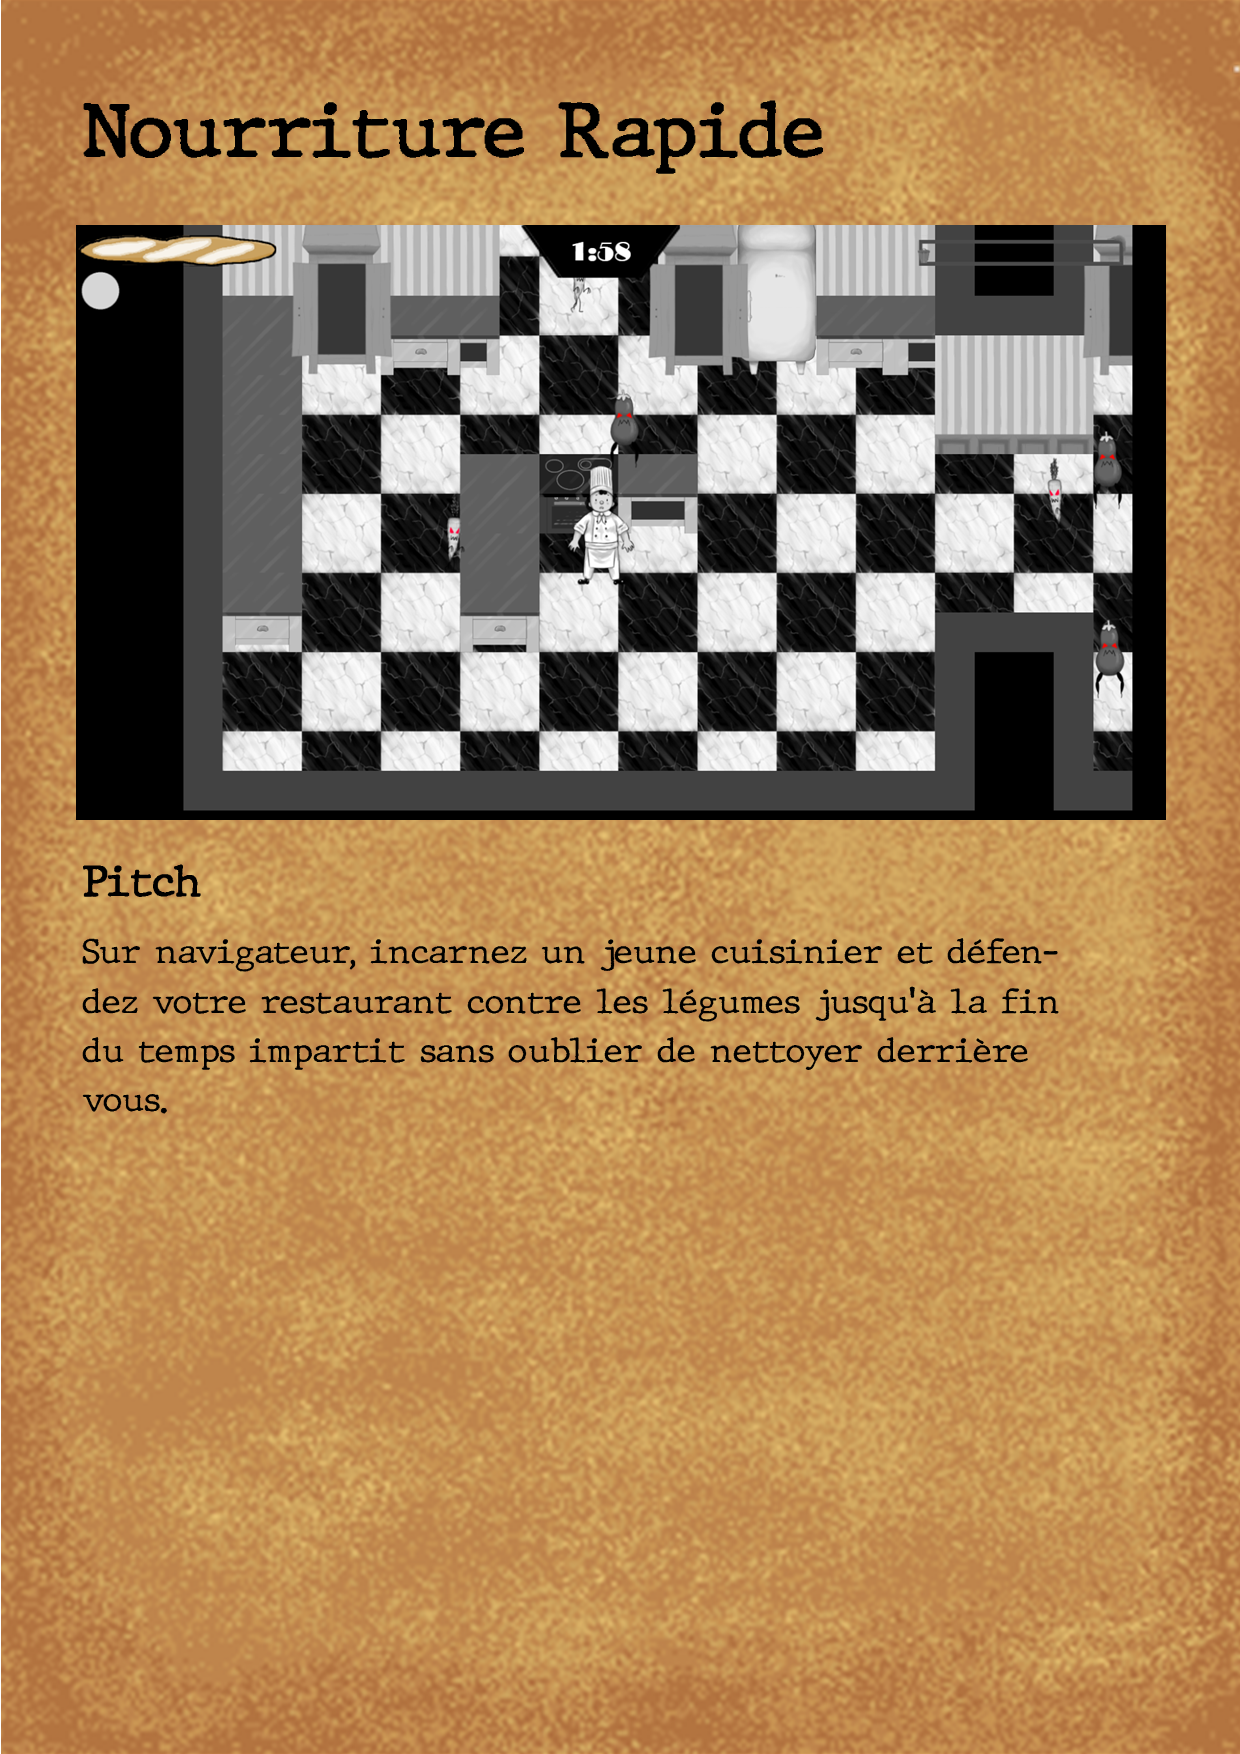 Nourriture Rapide
1:58
Pitch
Sur navigateur, incarnez un jeune cuisinier et défen-
dez votre restaurant contre les légumes jusqu'à la fin
du temps impartit sans oublier de nettoyer derrière
vous.